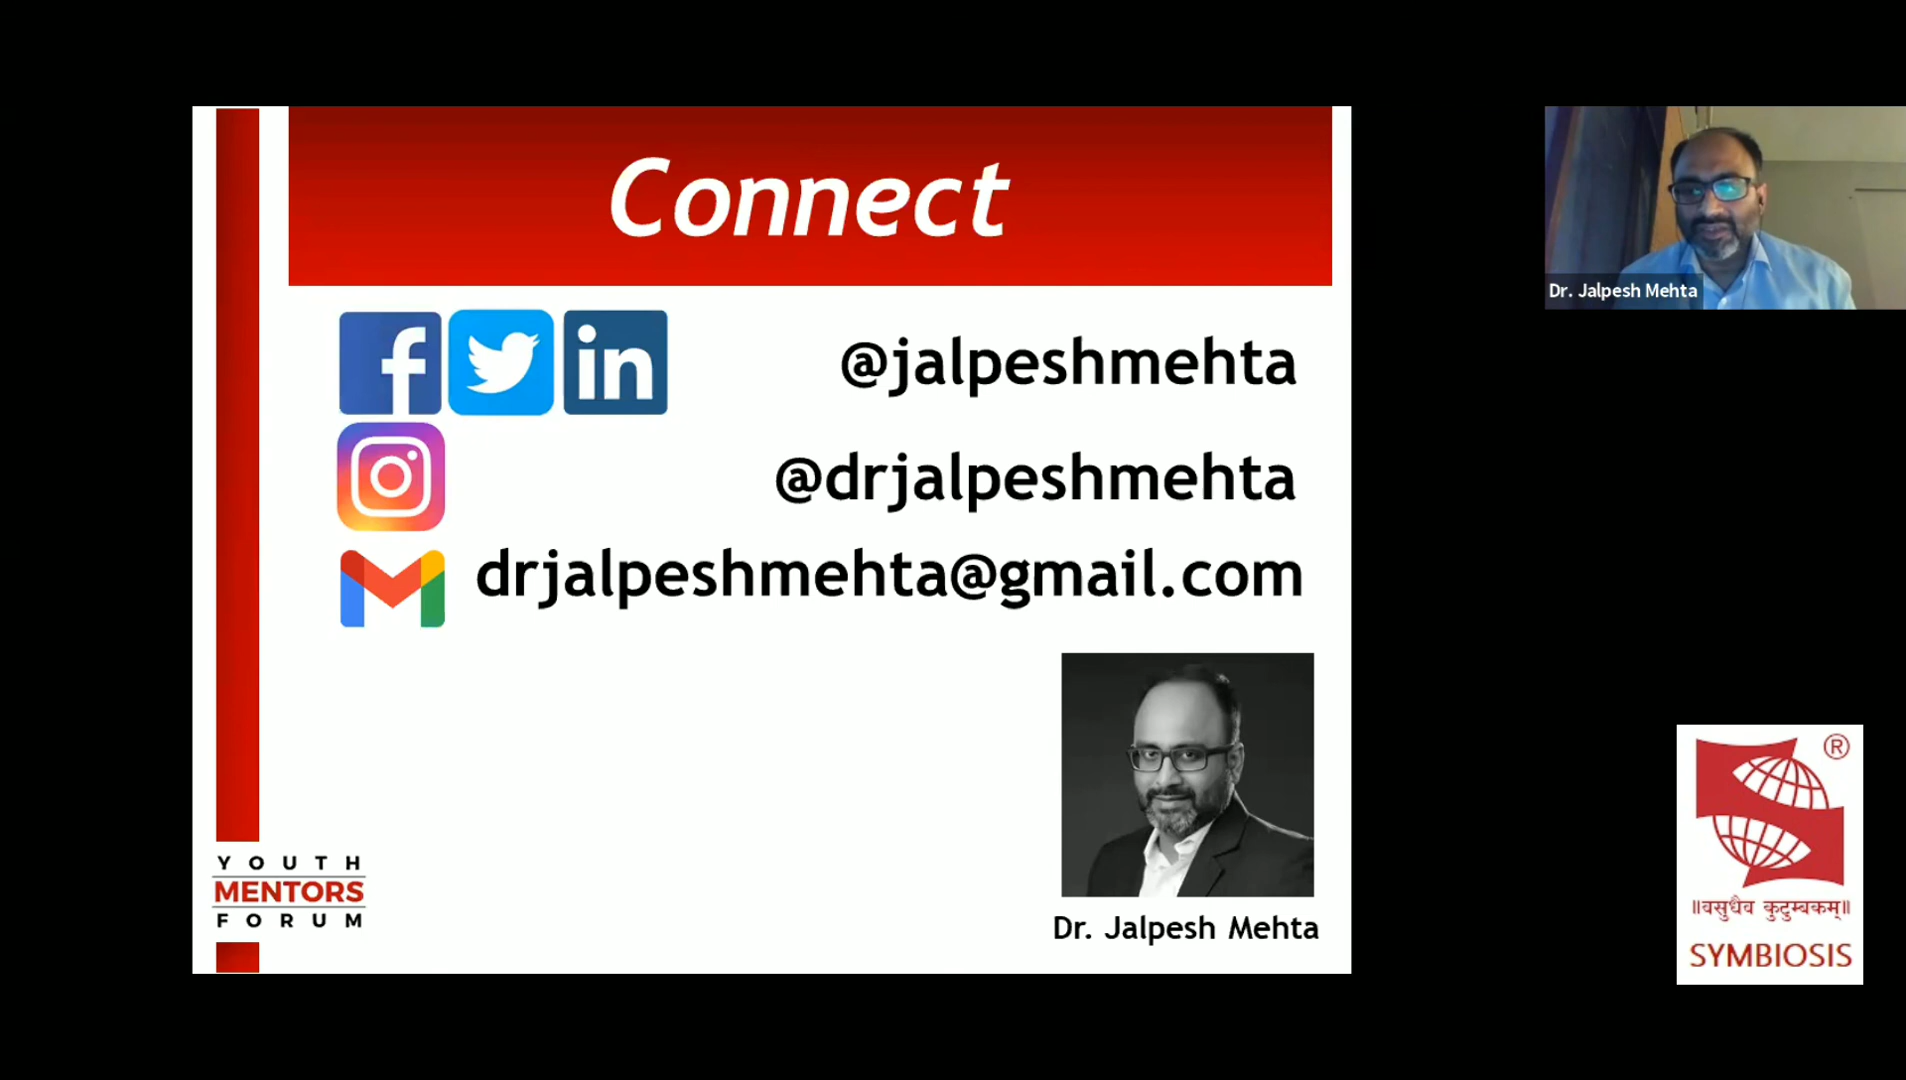 Connect
@jalpeshmehta
@drjalpeshmehta
drjalpeshmehta@gmail.com
Dr. Jalpesh Mehta
YOUTH
MENTORS
FORUM
Dr. Jalpesh Mehta
®
॥वसुधैव कुटुम्बकम्॥
SYMBIOSIS